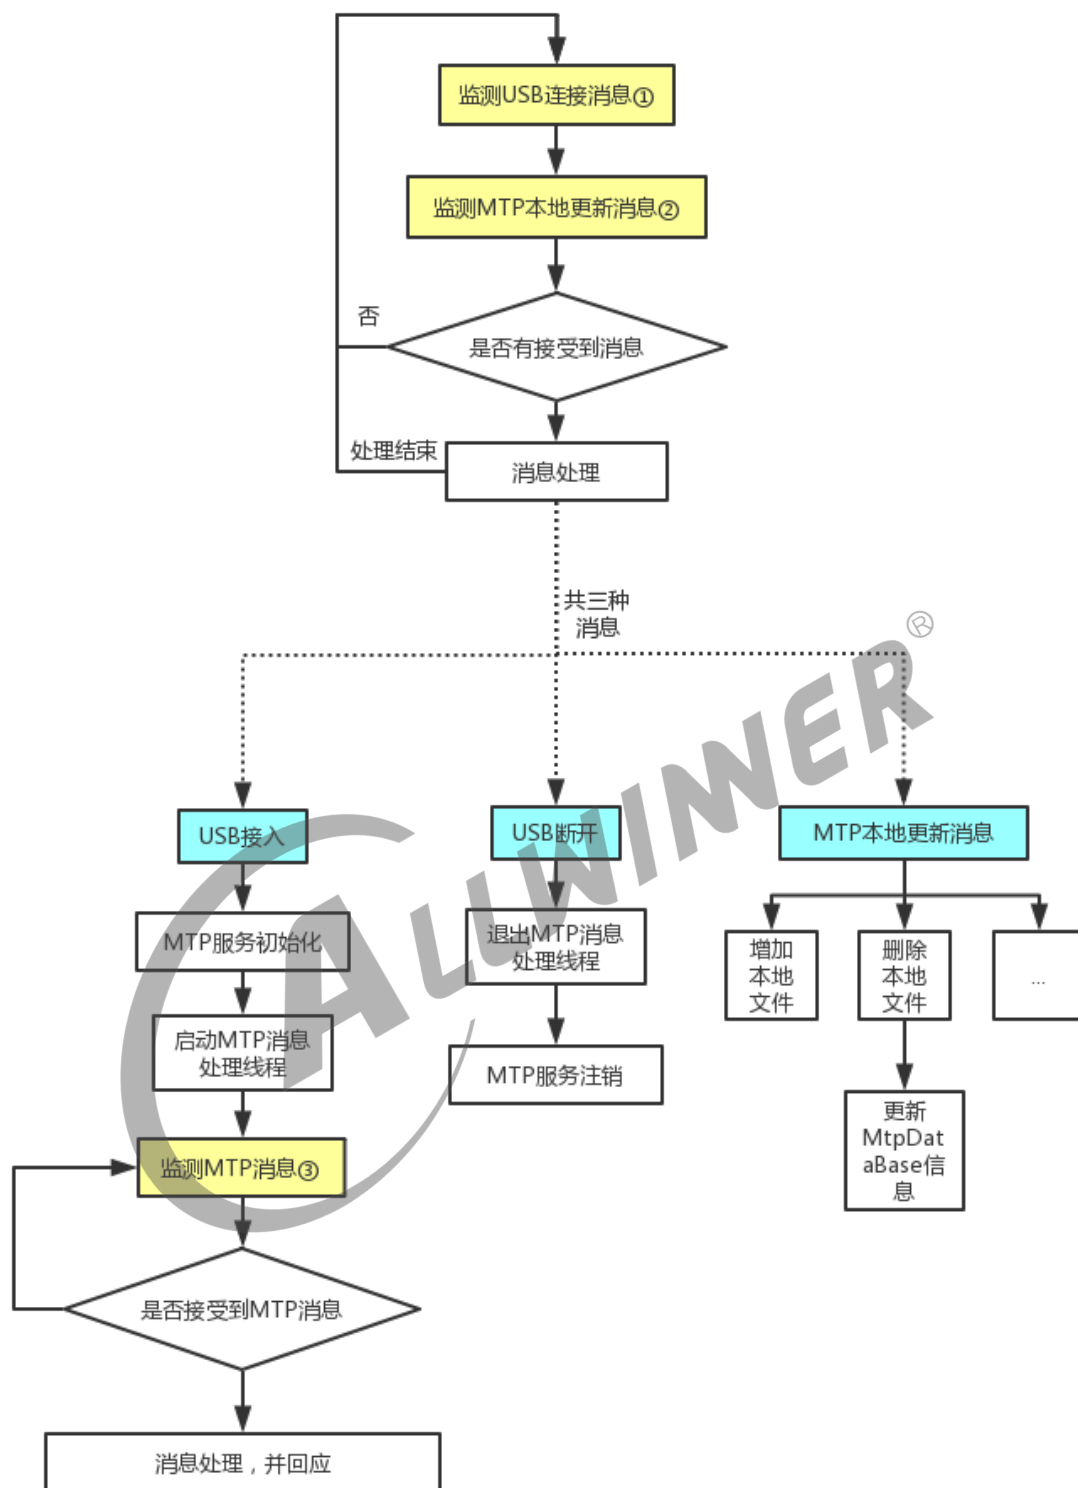 监测USB连接消息①
监测MTP本地更新消息②
否
是否有接受到消息
处理结束
消息处理
共三种
消息
ALLWINNER®
USB接入
USB断开
MTP本地更新消息
MTP服务初始化
退出MTP消息
处理线程
增加
本地
文件
删除
本地
文件
...
启动MTP消息
处理线程
MTP服务注销
更新
MtpDat
aBase信
息
监测MTP消息③
是否接受到MTP消息
消息处理，并回应